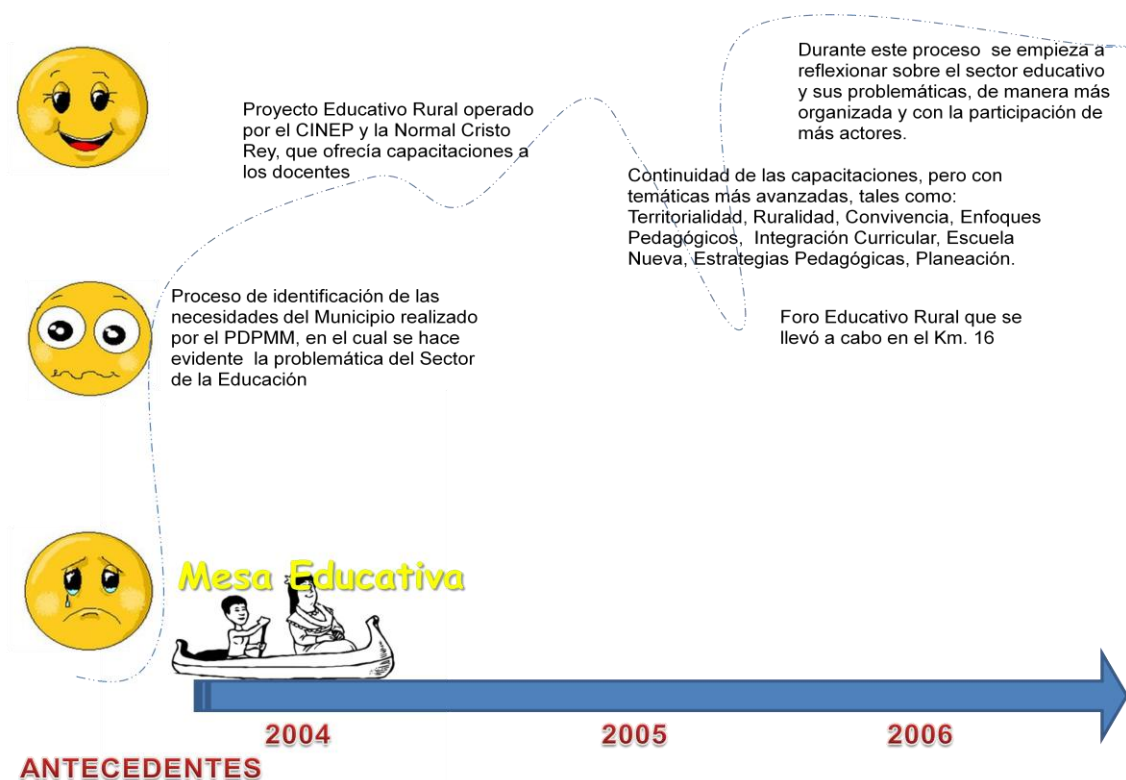 Durante este proceso se empieza a
reflexionar sobre el sector educativo
y sus problemáticas, de manera más
organizada y con la participación de
más actores.
Proyecto Educativo Rural operado
por el CINEP y la Normal Cristo
Rey, que ofrecía capacitaciones a
los docentes
Continuidad de las capacitaciones, pero con
temáticas más avanzadas, tales como:
Territorialidad, Ruralidad, Convivencia, Enfoques
Pedagógicos, Integración Curricular, Escuela
Nueva, Estrategias Pedagógicas, Planeación.
Proceso de identificación de las
necesidades del Municipio realizado
por el PDPMM, en el cual se hace
evidente la problemática del Sector
de la Educación
Foro Educativo Rural que se
llevó a cabo en el Km. 16
Mesa Educativa
2004
2005
2006
ANTECEDENTES